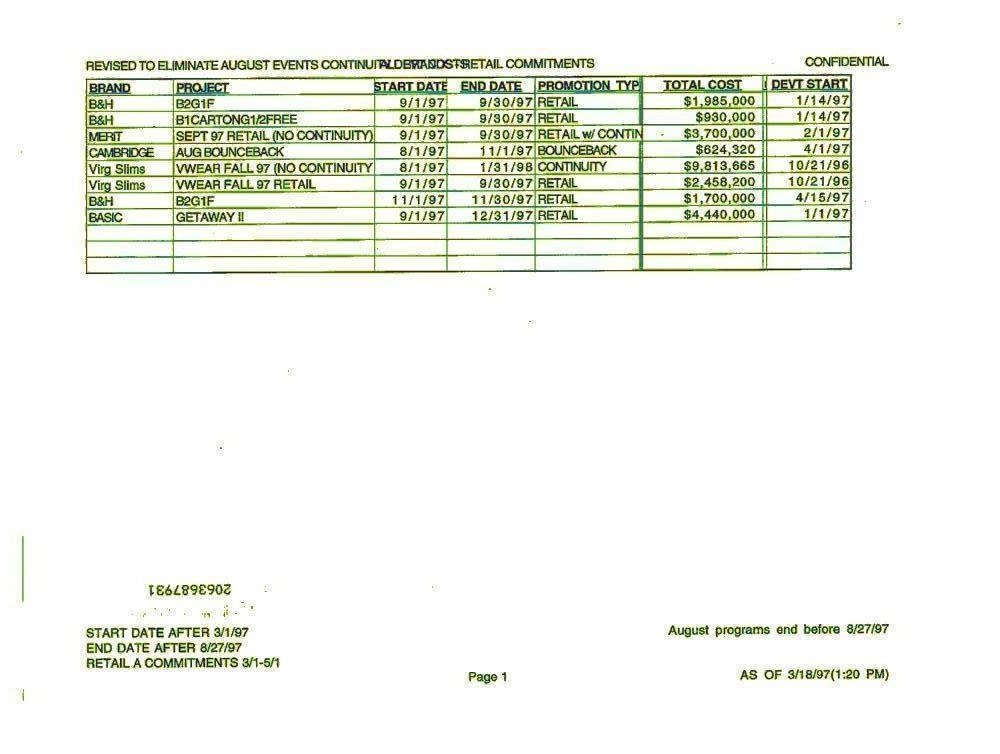 REVISED TO ELIMINATE AUGUST EVENTS RETAIL COMMITMENTS CONFIDENTIAL
BRAND PROJECT START DATE END DATE PROMOTION TYP TOTAL COST DEVT START
B&H B2G1F 9/1/97 9/30/97 RETAIL $1,985,000 1/14/97
B&H B1CARTONG1/2FREE 9/1/97 9/30/97 RETAIL $930,000 1/14/97
MERIT SEPT 97 RETAIL (NO CONTINUITY) 9/1/97 9/30/97 RETAIL w/ CONTIN $3,700,000 2/1/97
CAMBRIDGE AUG BOUNCEBACK 8/1/97 11/1/97 BOUNCEBACK $624,320 4/1/97
Virg Slims VWEAR FALL 97 (NO CONTINUITY 8/1/97 1/31/98 CONTINUITY $9,813,665 10/21/96
Virg Slims VWEAR FALL 97 RETAIL 9/1/97 9/30/97 RETAIL $2,458,200 10/21/96
B&H B2G1F 11/1/97 11/30/97 RETAIL $1,700,000 4/15/97
BASIC GETAWAY II 9/1/97 12/31/97 RETAIL $4,440,000 1/1/97
2063687931
START DATE AFTER 3/1/97 August programs end before 8/27/97
END DATE AFTER 8/27/97
RETAIL A COMMITMENTS 3/1-5/1
Page 1 AS OF 3/18/97(1:20 PM)